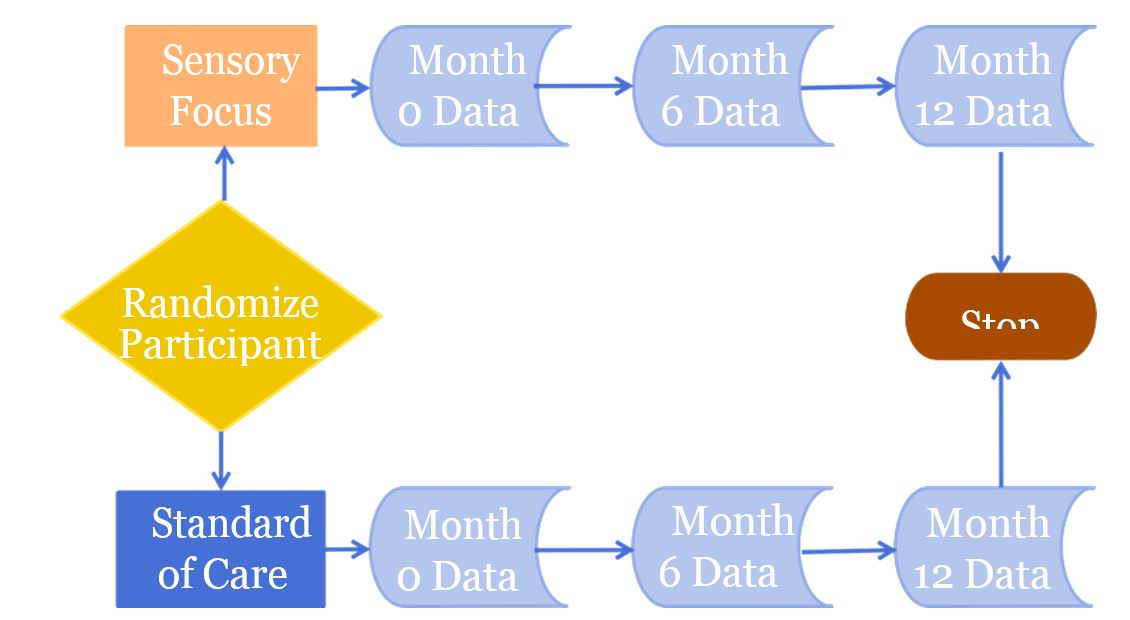 Sensory
Focus
Month
0 Data
Month
6 Data
Month
12 Data
Randomize
Participant
Stop
Standard
of Care
Month
0 Data
Month
6 Data
Month
12 Data